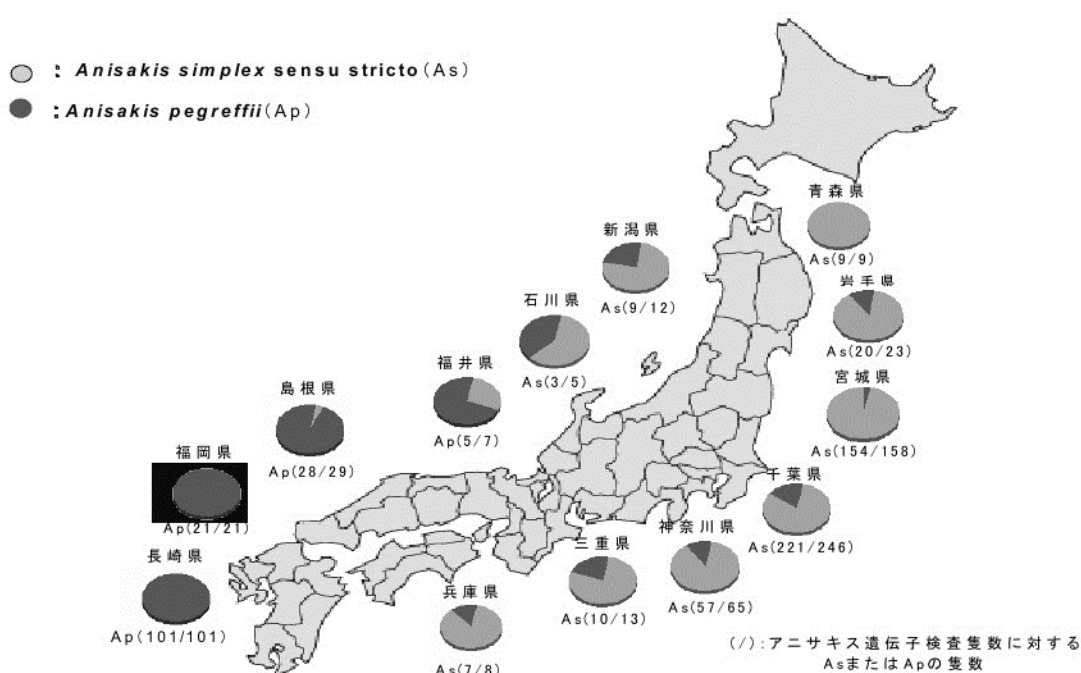 : Anisakis simplex sensu stricto(As)
: Anisakis pegreffii(Ap)
青森県
As(9/9)
新潟県
As(9/12)
岩手県
As(20/23)
石川県
As(3/5)
宮城県
As(154/158)
福井県
Ap(5/7)
島根県
Ap(28/29)
福岡県
Ap(21/21)
千葉県
As(221/246)
神奈川県
As(57/65)
三重県
As(10/13)
長崎県
Ap(101/101)
兵庫県
As(7/8)
(/):アニサキス遺伝子検査隻数に対する
AsまたはApの隻数